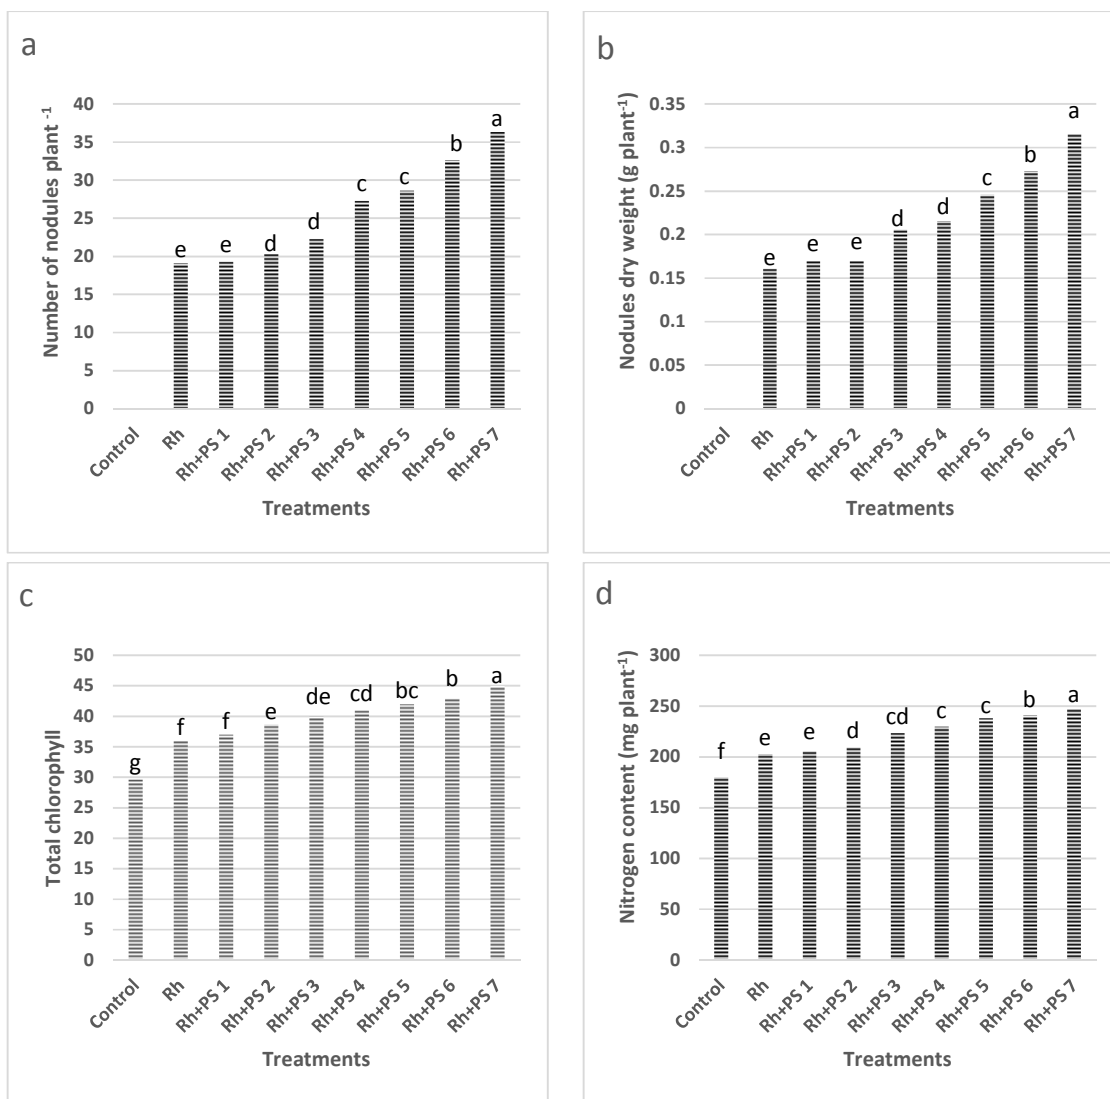 a
Number of nodules plant ⁻¹
40
35
30
25
20
15
10
5
0
e e d d c c b a
Control Rh Rh+PS 1 Rh+PS 2 Rh+PS 3 Rh+PS 4 Rh+PS 5 Rh+PS 6 Rh+PS 7
Treatments
b
Nodules dry weight (g plant⁻¹)
0.35
0.3
0.25
0.2
0.15
0.1
0.05
0
e e e d d c b a
Control Rh Rh+PS 1 Rh+PS 2 Rh+PS 3 Rh+PS 4 Rh+PS 5 Rh+PS 6 Rh+PS 7
Treatments
c
Total chlorophyll
50
45
40
35
30
25
20
15
10
5
0
g f f e de cd bc b a
Control Rh Rh+PS 1 Rh+PS 2 Rh+PS 3 Rh+PS 4 Rh+PS 5 Rh+PS 6 Rh+PS 7
Treatments
d
Nitrogen content (mg plant⁻¹)
300
250
200
150
100
50
0
f e e d cd c c b a
Control Rh Rh+PS 1 Rh+PS 2 Rh+PS 3 Rh+PS 4 Rh+PS 5 Rh+PS 6 Rh+PS 7
Treatments